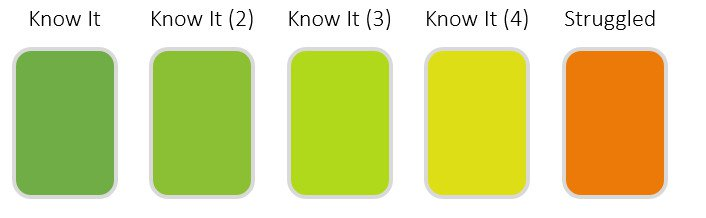 Know It Know It (2) Know It (3) Know It (4) Struggled